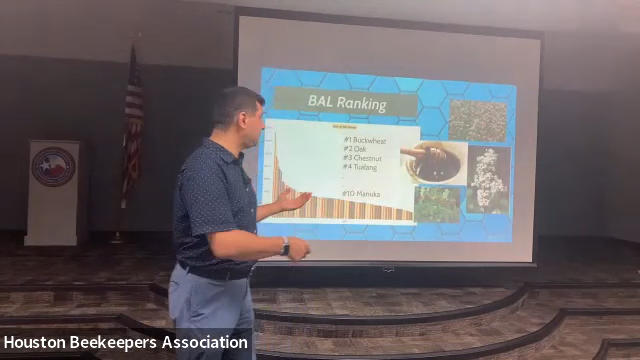 BAL Ranking
#1 Buckwheat
#2 Oak
#3 Chestnut
#4 Tualang
#10 Manuka
Houston Beekeepers Association